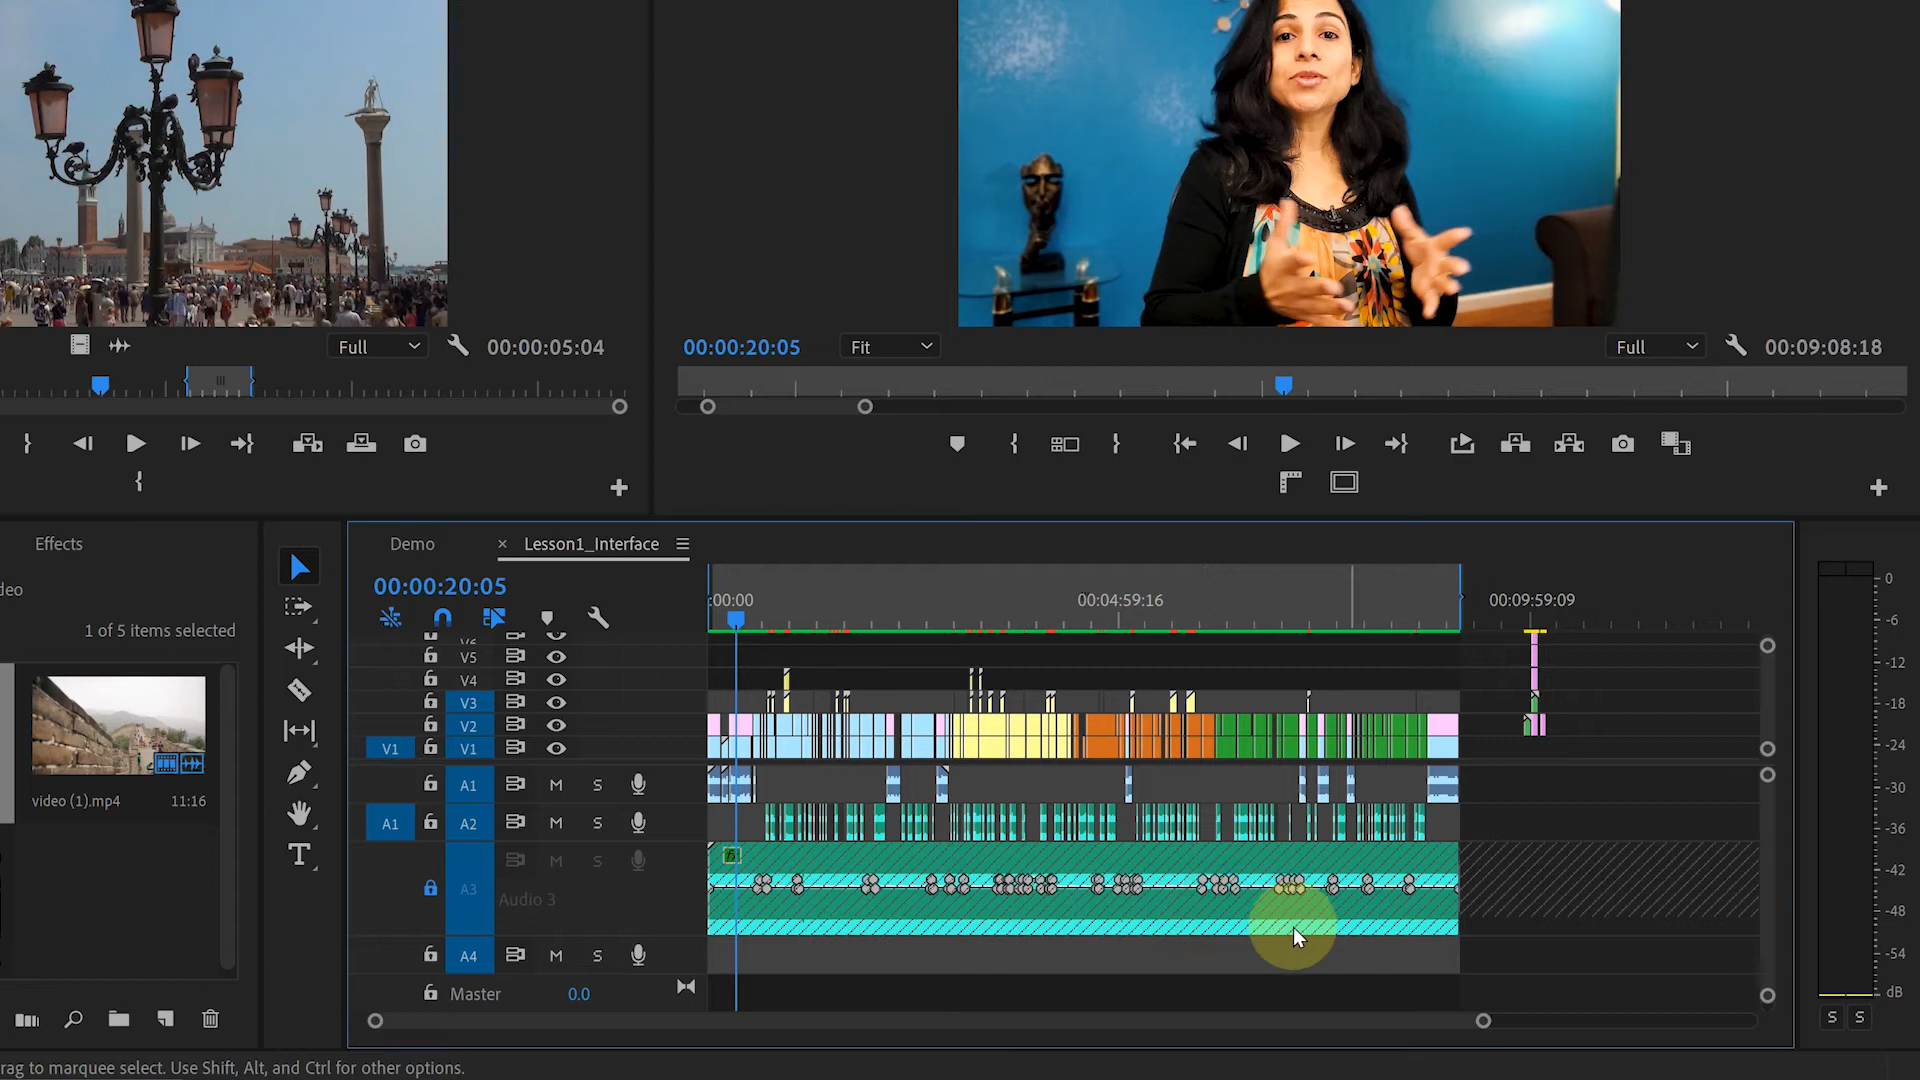 Full
00:00:05:04
00:00:20:05
Fit
Full
00:09:08:18
Effects
Demo
Lesson1_Interface
deo
1 of 5 items selected
00:00:20:05
:00:00
00:04:59:16
00:09:59:09
V6
V5
V4
V3
V2
V1
V1
A1
M
S
A1
A2
M
S
A3
M
S
Audio 3
A4
M
S
Master
0.0
video (1).mp4
11:16
0
-6
-12
-18
-24
-30
-36
-42
-48
-54
dB
S
S
rag to marquee select. Use Shift, Alt, and Ctrl for other options.